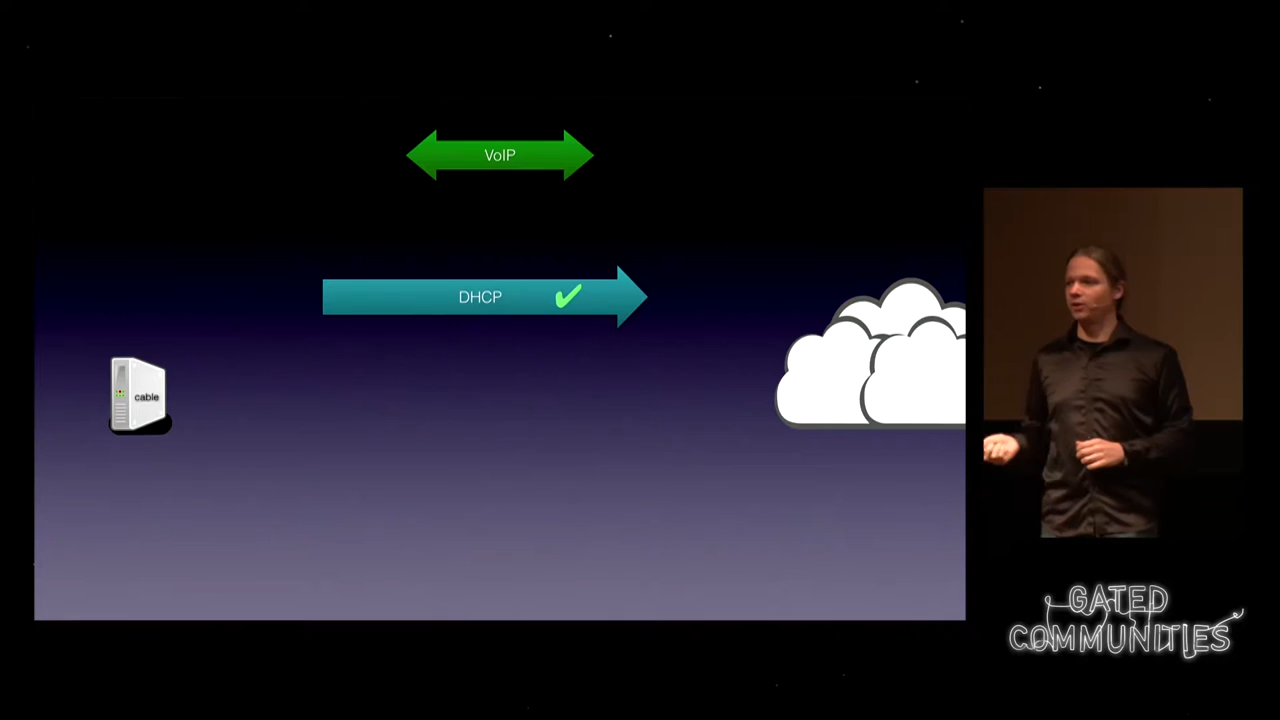 VoIP
DHCP
cable
GATED
COMMUNITIES